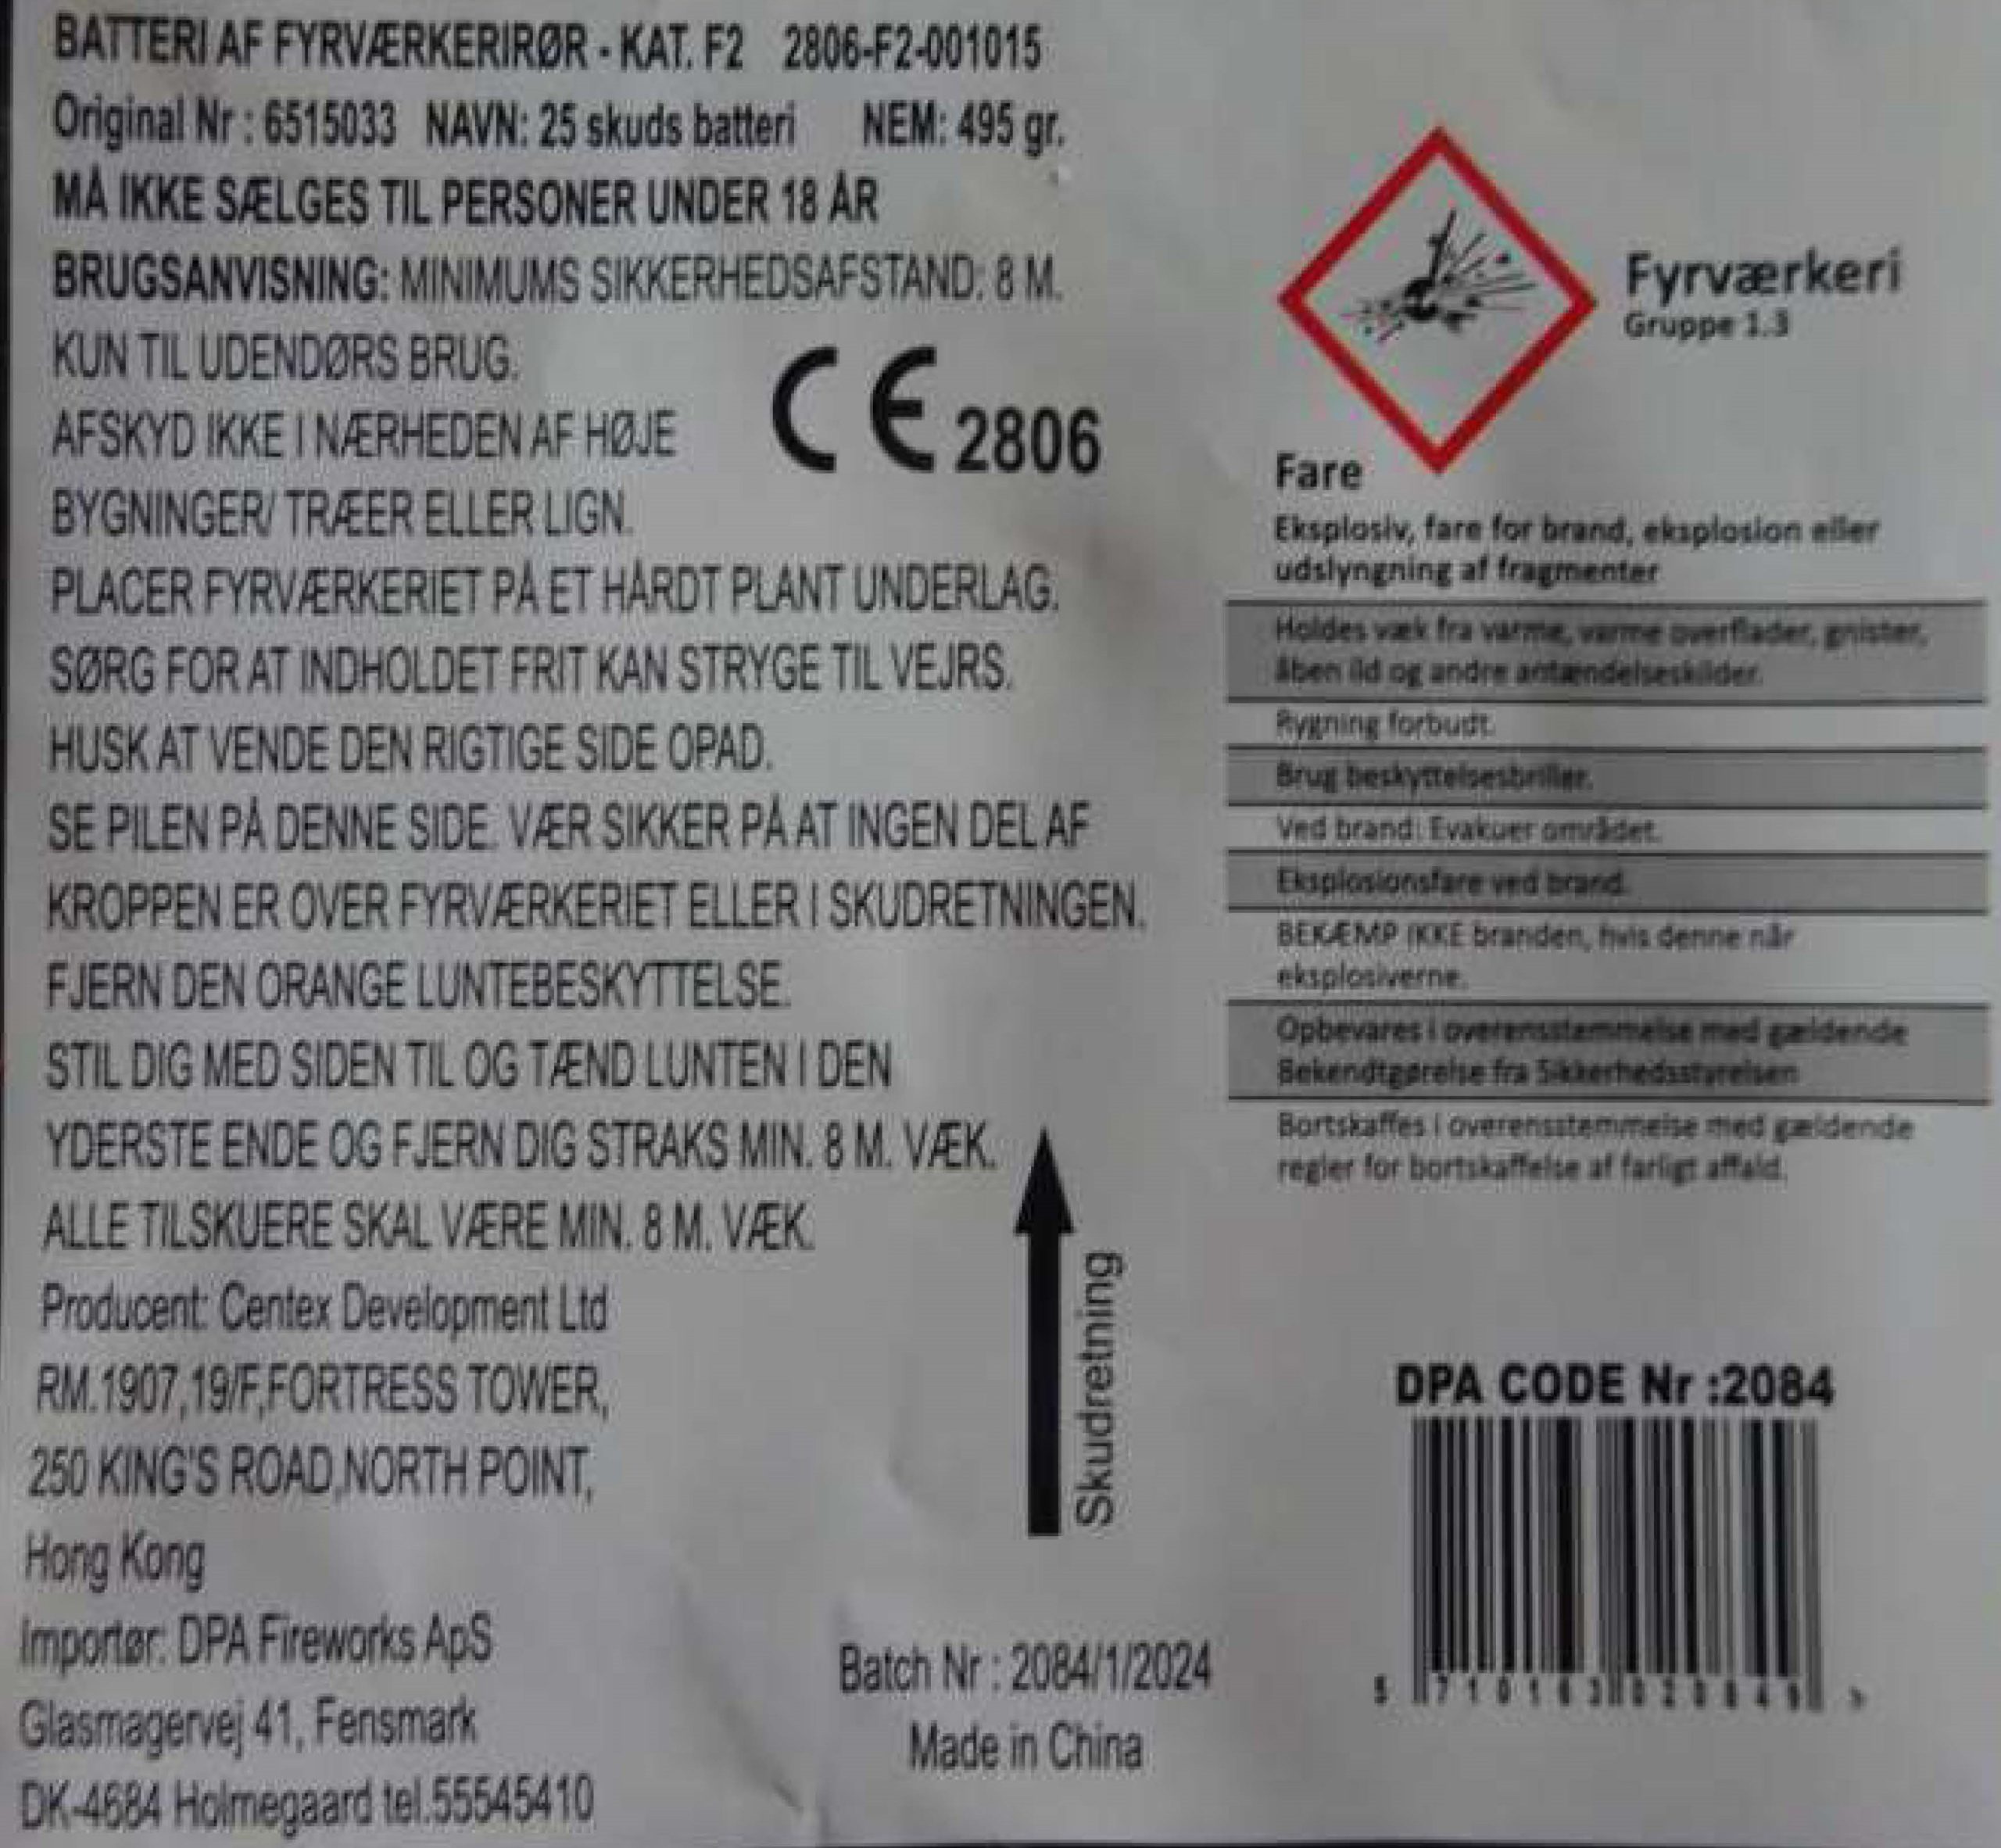 BATTERI AF FYRVÆRKERIRØR - KAT. F2 2806-F2-001015
Original Nr : 6515033 NAVN: 25 skuds batteri NEM: 495 gr.
MÅ IKKE SÆLGES TIL PERSONER UNDER 18 ÅR
BRUGSANVISNING: MINIMUMS SIKKERHEDSAFSTAND: 8 M.
KUN TIL UDENDØRS BRUG.
AFSKYD IKKE I NÆRHEDEN AF HØJE
BYGNINGER/ TRÆER ELLER LIGN.
CE 2806
PLACER FYRVÆRKERIET PÅ ET HÅRDT PLANT UNDERLAG.
SØRG FOR AT INDHOLDET FRIT KAN STRYGE TIL VEJRS.
HUSK AT VENDE DEN RIGTIGE SIDE OPAD.
SE PILEN PÅ DENNE SIDE. VÆR SIKKER PÅ AT INGEN DEL AF
KROPPEN ER OVER FYRVÆRKERIET ELLER I SKUDRETNINGEN.
FJERN DEN ORANGE LUNTEBESKYTTELSE.
STIL DIG MED SIDEN TIL OG TÆND LUNTEN I DEN
YDERSTE ENDE OG FJERN DIG STRAKS MIN. 8 M. VÆK.
ALLE TILSKUERE SKAL VÆRE MIN. 8 M. VÆK.
Producent: Centex Development Ltd
RM.1907,19/F,FORTRESS TOWER,
250 KING'S ROAD,NORTH POINT,
Hong Kong
Importør: DPA Fireworks ApS
Glasmagervej 41, Fensmark
DK-4684 Holmegaard tel.55545410
Skudretning
Batch Nr : 2084/1/2024
Made in China
Fyrværkeri
Gruppe 1.3
Fare
Eksplosiv, fare for brand, eksplosion eller
udslyngning af fragmenter
Holdes væk fra varme, varme overflader, gnister,
åben ild og andre antændelseskilder.
Rygning forbudt.
Brug beskyttelsesbriller.
Ved brand: Evakuer området.
Eksplosionsfare ved brand.
BEKÆMP IKKE branden, hvis denne når
eksplosiverne.
Opbevares i overensstemmelse med gældende
Bekendtgørelse fra Sikkerhedsstyrelsen
Bortskaffes i overensstemmelse med gældende
regler for bortskaffelse af farligt affald.
DPA CODE Nr :2084
5 710163 020849 >